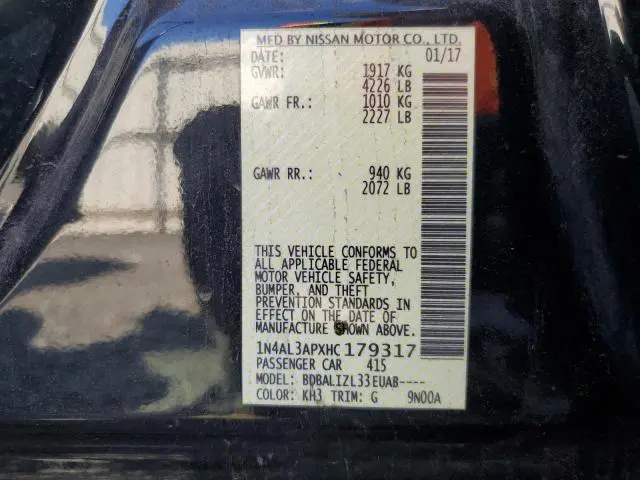 MFD BY NISSAN MOTOR CO., LTD.
DATE: 01/17
GVWR: 1917 KG
4226 LB
GAWR FR.: 1010 KG
2227 LB
GAWR RR.: 940 KG
2072 LB
THIS VEHICLE CONFORMS TO
ALL APPLICABLE FEDERAL
MOTOR VEHICLE SAFETY,
BUMPER, AND THEFT
PREVENTION STANDARDS IN
EFFECT ON THE DATE OF
MANUFACTURE SHOWN ABOVE.
1N4AL3APXHC179317
PASSENGER CAR 415
MODEL: BDBALIZL33EUAB----
COLOR: KH3 TRIM: G 9N00A